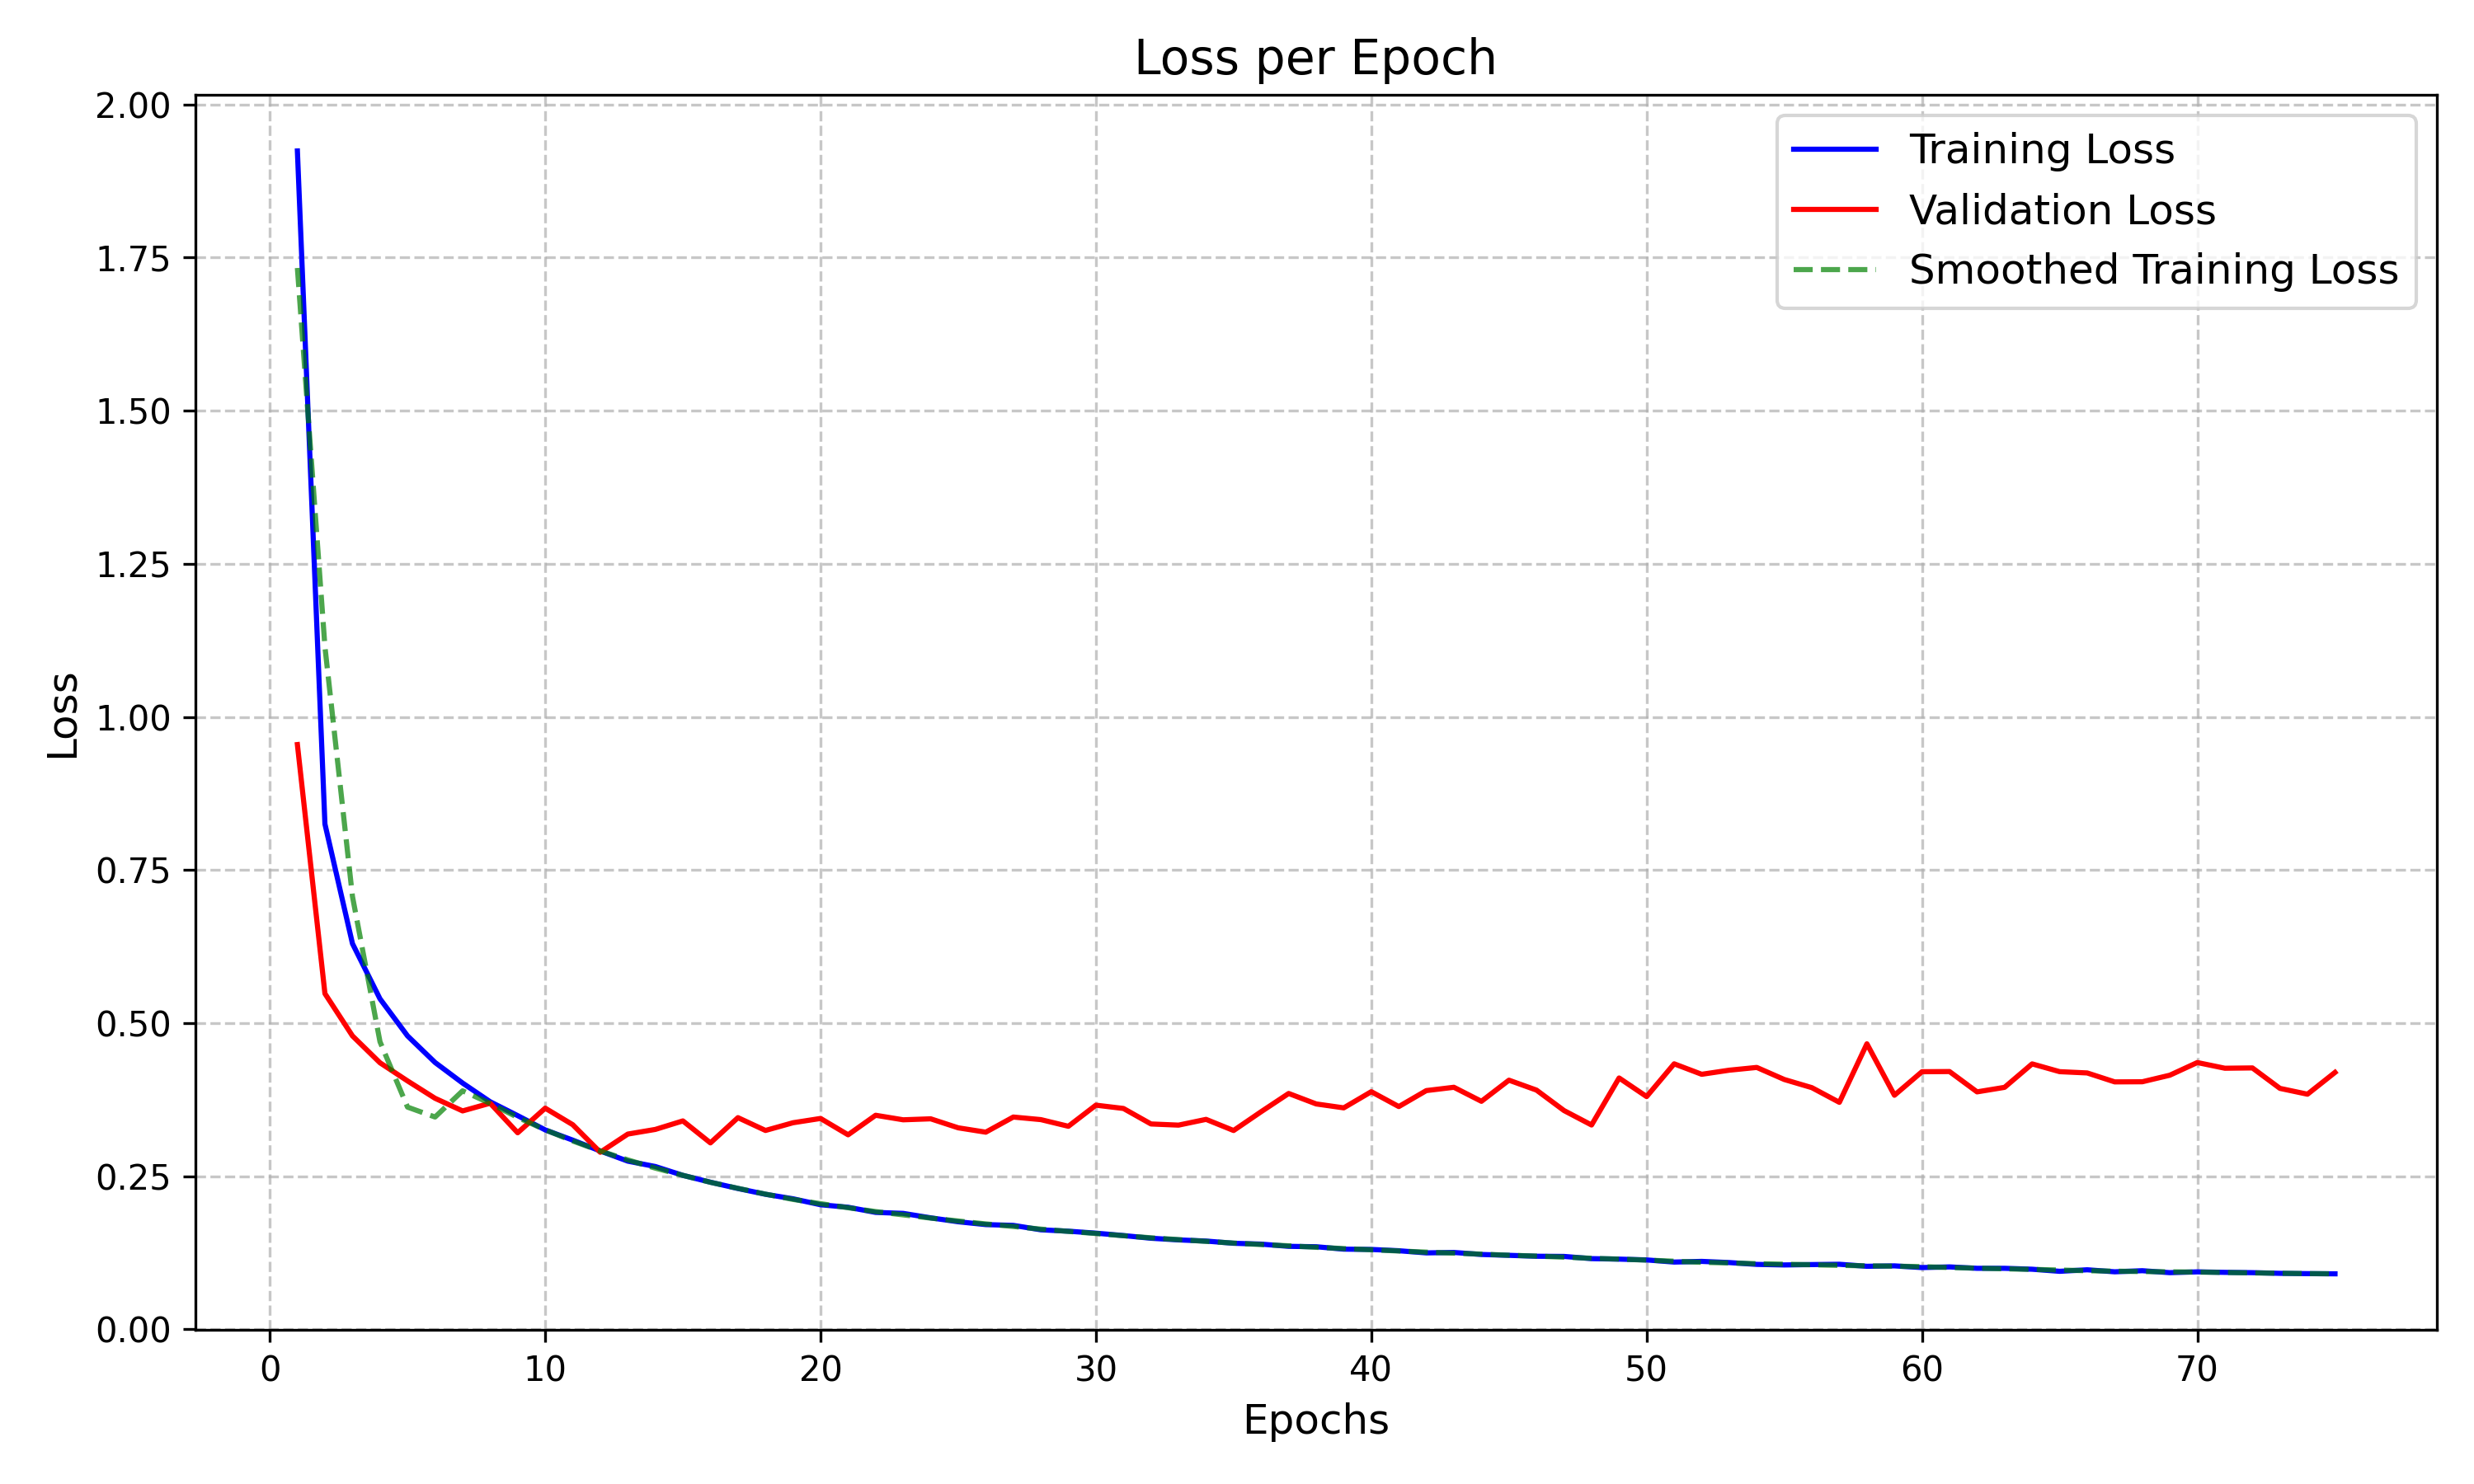 Loss per Epoch
Training Loss
Validation Loss
Smoothed Training Loss
Loss
2.00
1.75
1.50
1.25
1.00
0.75
0.50
0.25
0.00
0 10 20 30 40 50 60 70
Epochs